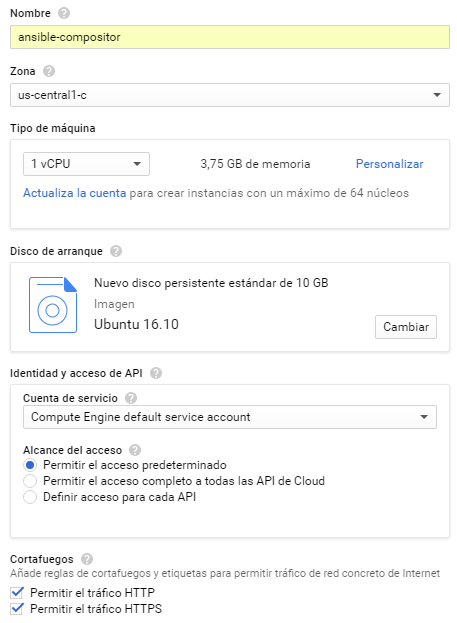 Nombre ?
ansible-compositor
Zona ?
us-central1-c
Tipo de máquina
1 vCPU 3,75 GB de memoria Personalizar
Actualiza la cuenta para crear instancias con un máximo de 64 núcleos
Disco de arranque ?
Nuevo disco persistente estándar de 10 GB
Imagen
Ubuntu 16.10
Cambiar
Identidad y acceso de API ?
Cuenta de servicio ?
Compute Engine default service account
Alcance del acceso ?
Permitir el acceso predeterminado
Permitir el acceso completo a todas las API de Cloud
Definir acceso para cada API
Cortafuegos ?
Añade reglas de cortafuegos y etiquetas para permitir tráfico de red concreto de Internet
Permitir el tráfico HTTP
Permitir el tráfico HTTPS